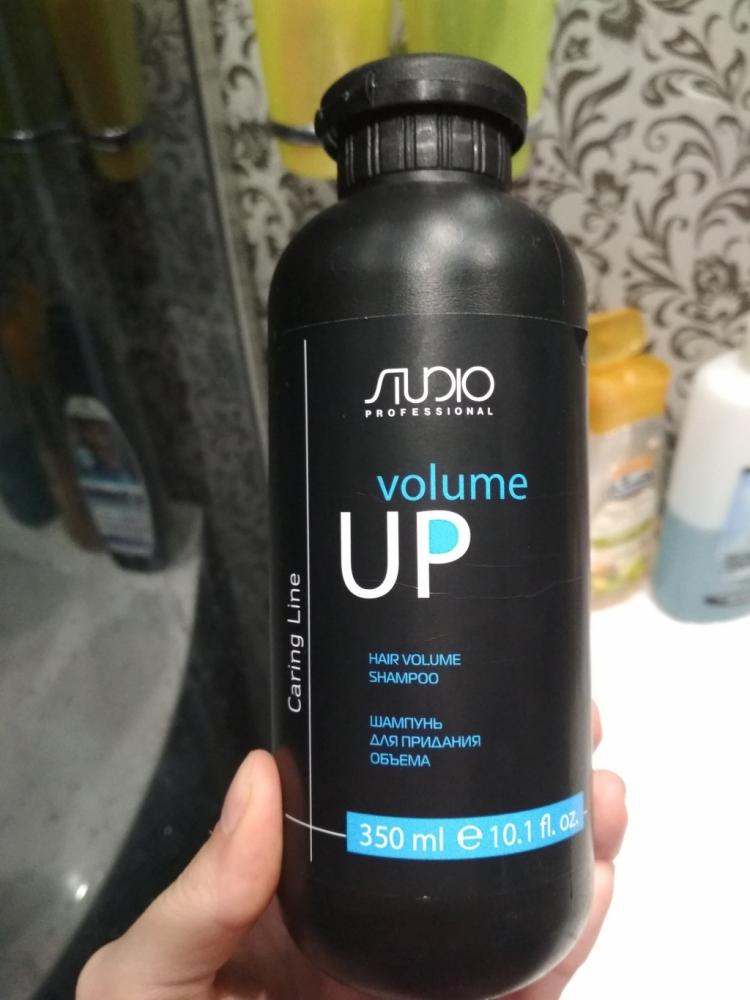 STUDIO
PROFESSIONAL
volume
UP
Caring Line
HAIR VOLUME
SHAMPOO
ШАМПУНЬ
ДЛЯ ПРИДАНИЯ
ОБЪЕМА
350 ml e 10.1 fl. oz.